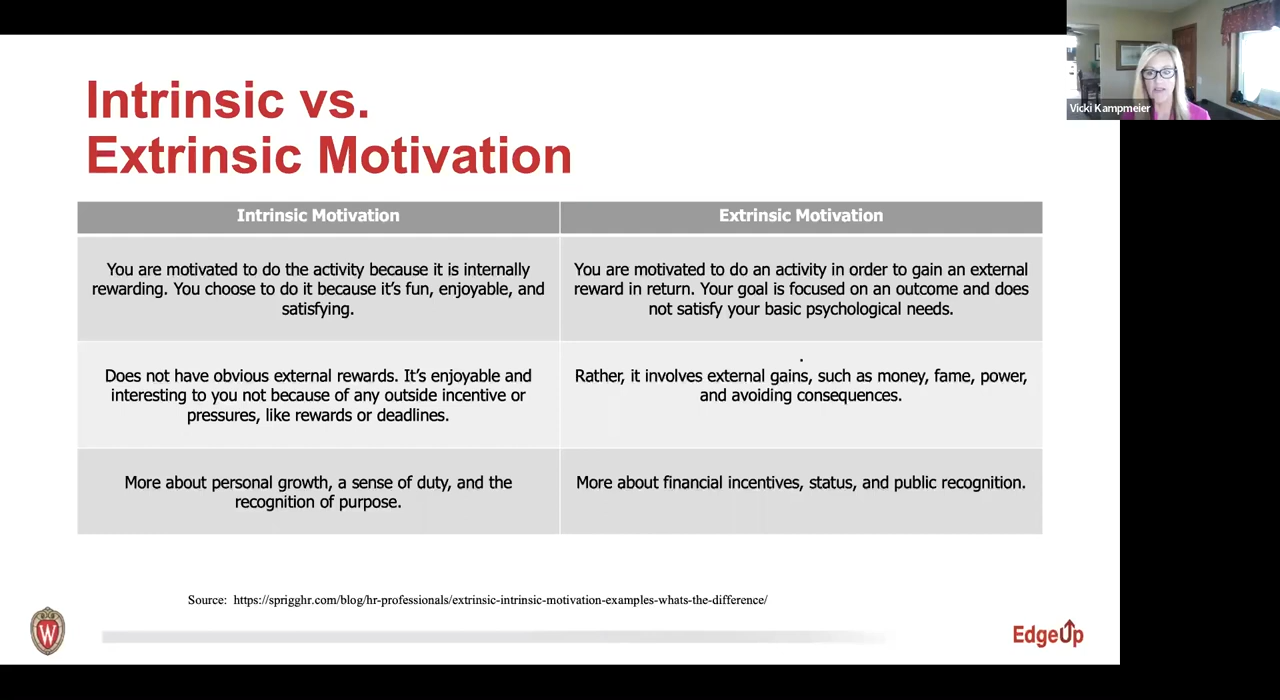 Intrinsic vs.
Extrinsic Motivation
Vicki Kampmeier
Intrinsic Motivation
Extrinsic Motivation
You are motivated to do the activity because it is internally
rewarding. You choose to do it because it’s fun, enjoyable, and
satisfying.
You are motivated to do an activity in order to gain an external
reward in return. Your goal is focused on an outcome and does
not satisfy your basic psychological needs.
Does not have obvious external rewards. It’s enjoyable and
interesting to you not because of any outside incentive or
pressures, like rewards or deadlines.
.
Rather, it involves external gains, such as money, fame, power,
and avoiding consequences.
More about personal growth, a sense of duty, and the
recognition of purpose.
More about financial incentives, status, and public recognition.
Source: https://sprigghr.com/blog/hr-professionals/extrinsic-intrinsic-motivation-examples-whats-the-difference/
W
EdgeUp